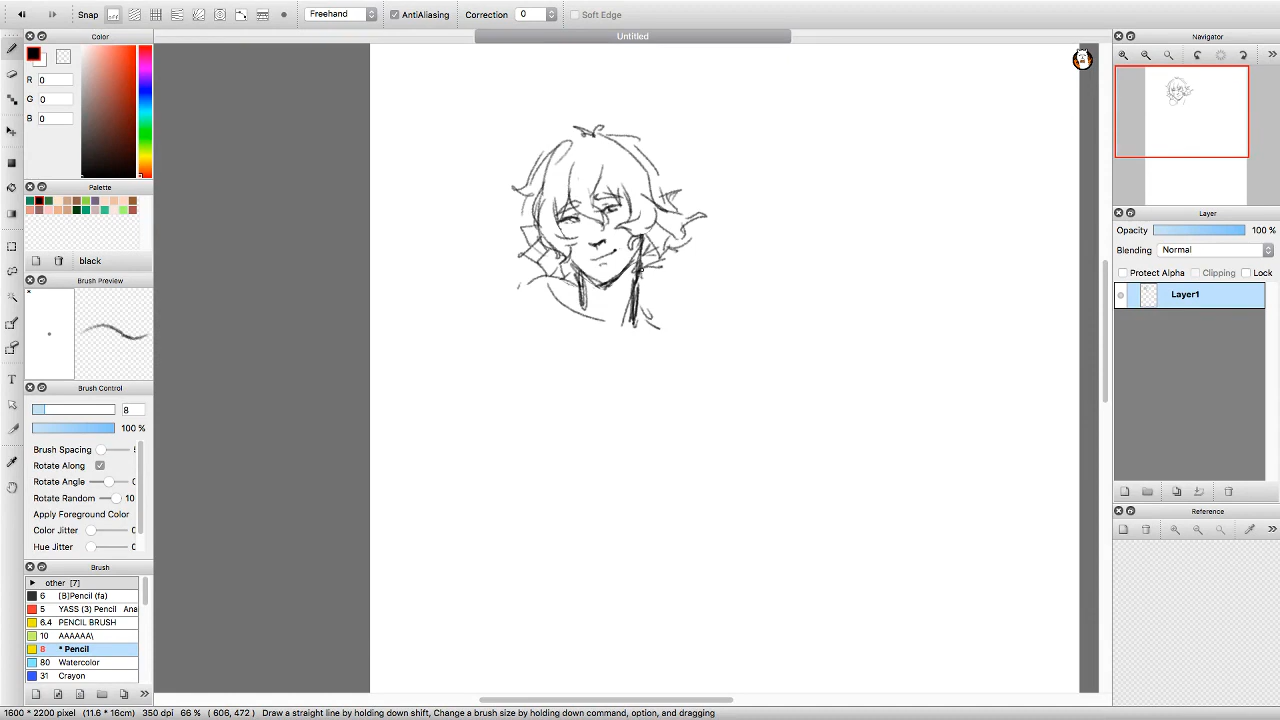 Snap Freehand AntiAliasing Correction 0 Soft Edge
Color
Untitled
Navigator
R 0
G 0
B 0
Palette
black
Brush Preview
Brush Control
8
100 %
Brush Spacing
Rotate Along
Rotate Angle
Rotate Random 10
Apply Foreground Color
Color Jitter
Hue Jitter
Brush
other [7]
6 (B)Pencil (fa)
5 YASS (3) Pencil Ana
6.4 PENCIL BRUSH
10 AAAAAA\
8 * Pencil
80 Watercolor
31 Crayon
Layer
Opacity 100 %
Blending Normal
Protect Alpha Clipping Lock
Layer1
Reference
1600 * 2200 pixel (11.6 * 16cm) 350 dpi 66 % ( 606, 472 ) Draw a straight line by holding down shift, Change a brush size by holding down command, option, and dragging